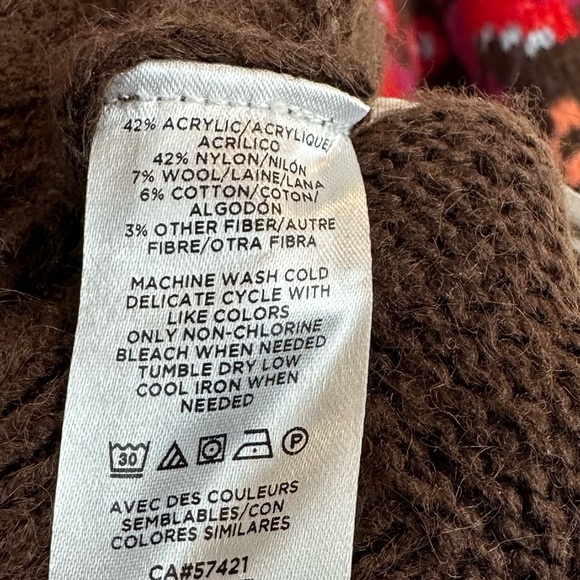 42% ACRYLIC/ACRYLIQUE/
ACRÍLICO
42% NYLON/NILÓN
7% WOOL/LAINE/LANA
6% COTTON/COTON/
ALGODÓN
3% OTHER FIBER/AUTRE
FIBRE/OTRA FIBRA
MACHINE WASH COLD
DELICATE CYCLE WITH
LIKE COLORS
ONLY NON-CHLORINE
BLEACH WHEN NEEDED
TUMBLE DRY LOW
COOL IRON WHEN
NEEDED
30 P
AVEC DES COULEURS
SEMBLABLES/CON
COLORES SIMILARES
CA#57421